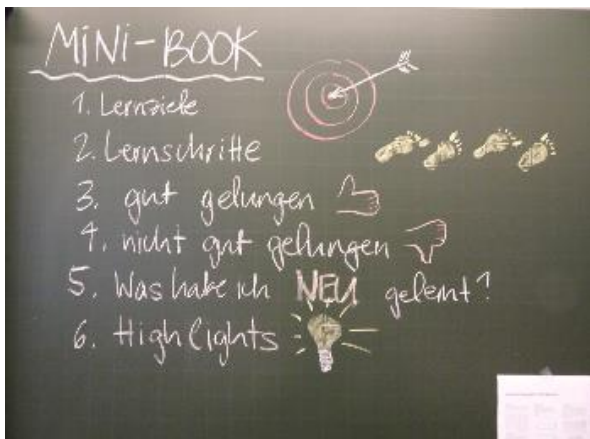 MINI-BOOK
1. Lernziele
2. Lernschritte
3. gut gelungen
4. nicht gut gelungen
5. Was habe ich NEU gelernt?
6. Highlights